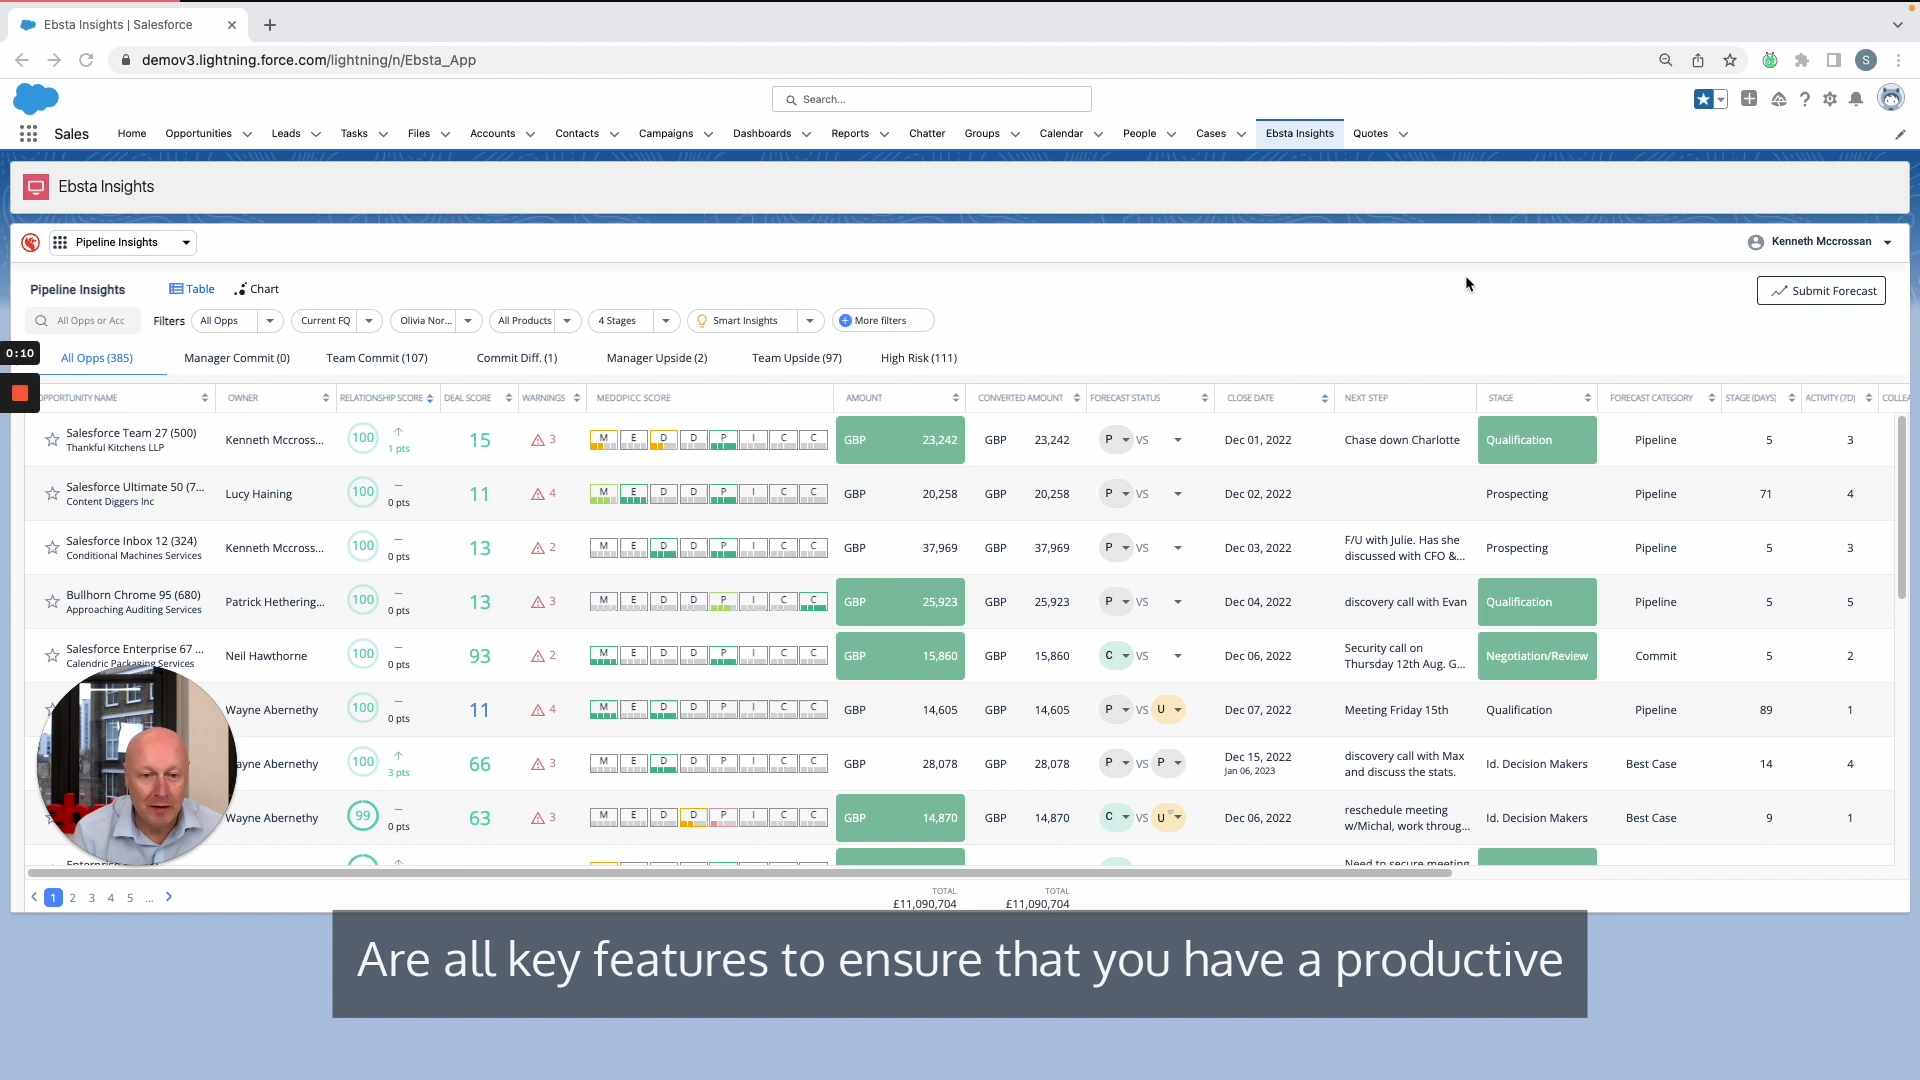 Ebsta Insights | Salesforce
demov3.lightning.force.com/lightning/n/Ebsta_App
S
Search...
Sales
Home Opportunities Leads Tasks Files Accounts Contacts Campaigns Dashboards Reports Chatter Groups Calendar People Cases Ebsta Insights Quotes
Ebsta Insights
Pipeline Insights
Kenneth Mccrossan
Pipeline Insights Table Chart
Submit Forecast
All Opps or Acc Filters All Opps Current FQ Olivia Nor... All Products 4 Stages Smart Insights More filters
0:10
All Opps (385) Manager Commit (0) Team Commit (107) Commit Diff. (1) Manager Upside (2) Team Upside (97) High Risk (111)
PPORTUNITY NAME OWNER RELATIONSHIP SCORE DEAL SCORE WARNINGS MEDDPICC SCORE AMOUNT CONVERTED AMOUNT FORECAST STATUS CLOSE DATE NEXT STEP STAGE FORECAST CATEGORY STAGE (DAYS) ACTIVITY (7D) COLLEA
Salesforce Team 27 (500)
Thankful Kitchens LLP
Kenneth Mccross... 100 1 pts 15 3 M E D D P I C C GBP 23,242 GBP 23,242 P VS Dec 01, 2022 Chase down Charlotte Qualification Pipeline 5 3
Salesforce Ultimate 50 (7...
Content Diggers Inc
Lucy Haining 100 0 pts 11 4 M E D D P I C C GBP 20,258 GBP 20,258 P VS Dec 02, 2022 Prospecting Pipeline 71 4
Salesforce Inbox 12 (324)
Conditional Machines Services
Kenneth Mccross... 100 0 pts 13 2 M E D D P I C C GBP 37,969 GBP 37,969 P VS Dec 03, 2022
F/U with Julie. Has she
discussed with CFO &...
Prospecting Pipeline 5 3
Bullhorn Chrome 95 (680)
Approaching Auditing Services
Patrick Hethering... 100 0 pts 13 3 M E D D P I C C GBP 25,923 GBP 25,923 P VS Dec 04, 2022 discovery call with Evan Qualification Pipeline 5 5
Salesforce Enterprise 67 ...
Calendric Packaging Services
Neil Hawthorne 100 0 pts 93 2 M E D D P I C C GBP 15,860 GBP 15,860 C VS Dec 06, 2022
Security call on
Thursday 12th Aug. G...
Negotiation/Review Commit 5 2
Wayne Abernethy 100 0 pts 11 4 M E D D P I C C GBP 14,605 GBP 14,605 P VS U Dec 07, 2022 Meeting Friday 15th Qualification Pipeline 89 1
ayne Abernethy 100 3 pts 66 3 M E D D P I C C GBP 28,078 GBP 28,078 P VS P Dec 15, 2022
Jan 06, 2023
discovery call with Max
and discuss the stats.
Id. Decision Makers Best Case 14 4
Wayne Abernethy 99 0 pts 63 3 M E D D P I C C GBP 14,870 GBP 14,870 C VS U Dec 06, 2022
reschedule meeting
w/Michal, work throug...
Id. Decision Makers Best Case 9 1
Need to secure meeting
1 2 3 4 5 ...
TOTAL TOTAL
£11,090,704 £11,090,704
Are all key features to ensure that you have a productive